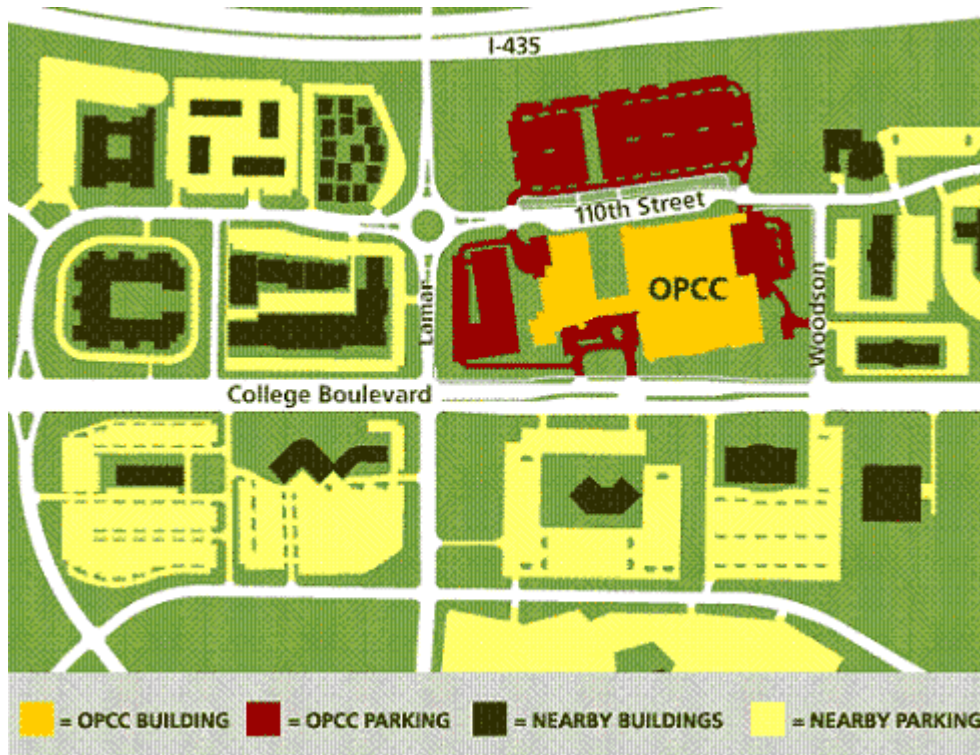 I-435
110th Street
OPCC
Lamar
Woodson
College Boulevard
= OPCC BUILDING
= OPCC PARKING
= NEARBY BUILDINGS
= NEARBY PARKING